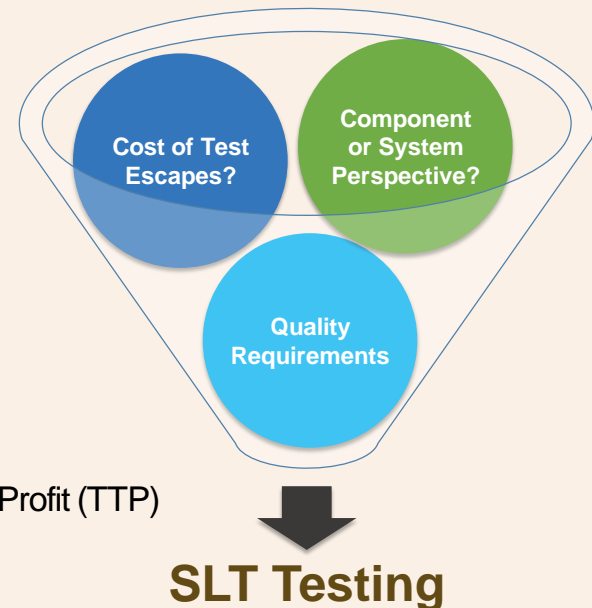 Cost of Test
Escapes?
Component
or System
Perspective?
Quality
Requirements
Profit (TTP)
SLT Testing